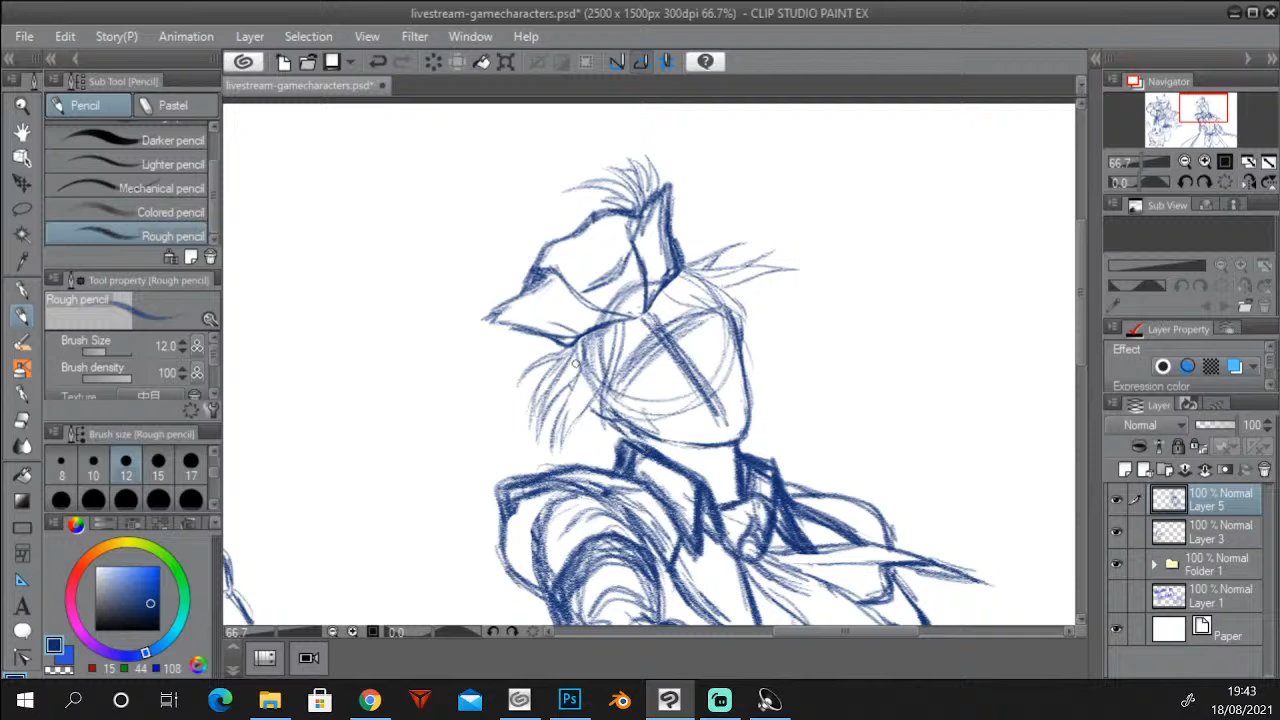 livestream-gamecharacters.psd* (2500 x 1500px 300dpi 66.7%) - CLIP STUDIO PAINT EX
File Edit Story(P) Animation Layer Selection View Filter Window Help
Sub Tool [Pencil]
livestream-gamecharacters.psd*
Navigator
Pencil Pastel
Darker pencil
Lighter pencil
Mechanical pencil
Colored pencil
Rough pencil
66.7
0.0
Sub View
Tool property [Rough pencil]
Rough pencil
Brush Size 12.0
Brush density 100
Texture
Layer Property
Effect
Expression color
Layer
Normal 100
Brush size [Rough pencil]
8 10 12 15 17
100 % Normal
Layer 5
100 % Normal
Layer 3
100 % Normal
Folder 1
100 % Normal
Layer 1
Paper
66.7 0.0
15 44 108
19:43
18/08/2021